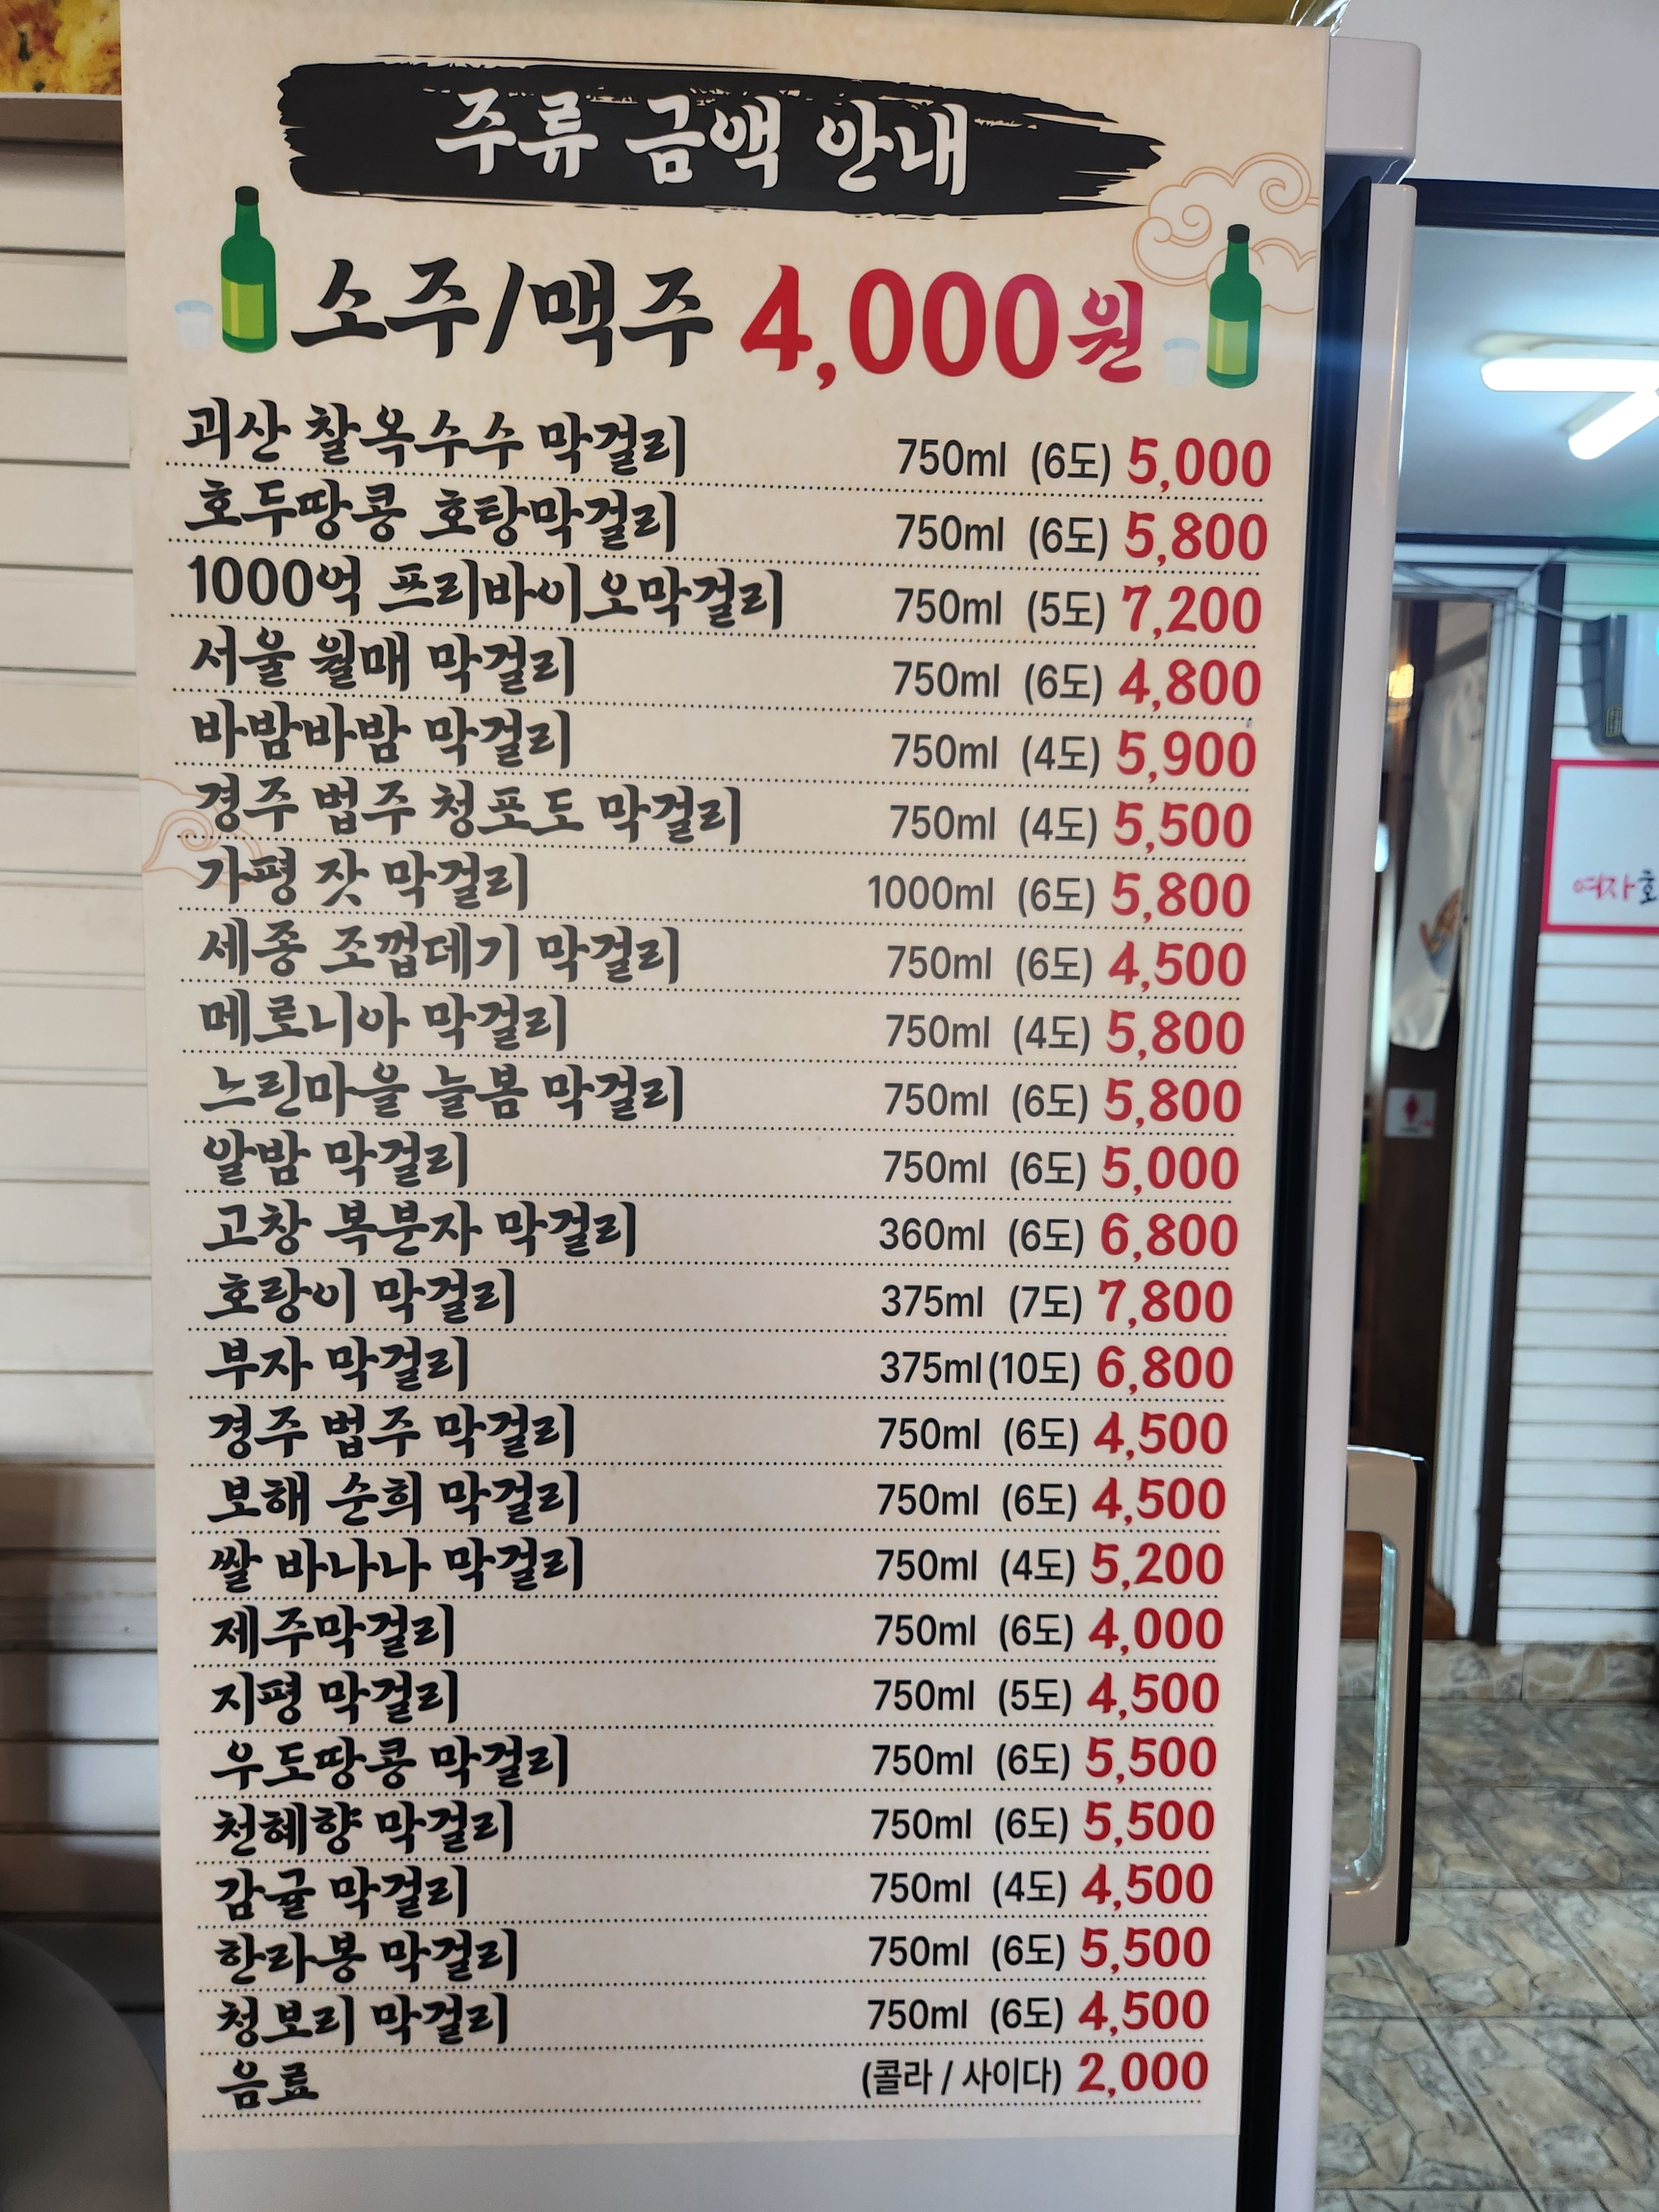 주류 금액 안내
소주/맥주 4,000원
괴산 찰옥수수 막걸리 750ml (6도) 5,000
호두땅콩 호탕막걸리 750ml (6도) 5,800
1000억 프리바이오막걸리 750ml (5도) 7,200
서울 월매 막걸리 750ml (6도) 4,800
바밤바밤 막걸리 750ml (4도) 5,900
경주 법주 청포도 막걸리 750ml (4도) 5,500
가평 잣 막걸리 1000ml (6도) 5,800
세종 조껍데기 막걸리 750ml (6도) 4,500
메로니아 막걸리 750ml (4도) 5,800
느린마을 늘봄 막걸리 750ml (6도) 5,800
알밤 막걸리 750ml (6도) 5,000
고창 복분자 막걸리 360ml (6도) 6,800
호랑이 막걸리 375ml (7도) 7,800
부자 막걸리 375ml (10도) 6,800
경주 법주 막걸리 750ml (6도) 4,500
보해 순희 막걸리 750ml (6도) 4,500
쌀 바나나 막걸리 750ml (4도) 5,200
제주막걸리 750ml (6도) 4,000
지평 막걸리 750ml (5도) 4,500
우도땅콩 막걸리 750ml (6도) 5,500
천혜향 막걸리 750ml (6도) 5,500
감귤 막걸리 750ml (4도) 4,500
한라봉 막걸리 750ml (6도) 5,500
청보리 막걸리 750ml (6도) 4,500
음료 (콜라 / 사이다) 2,000
여자